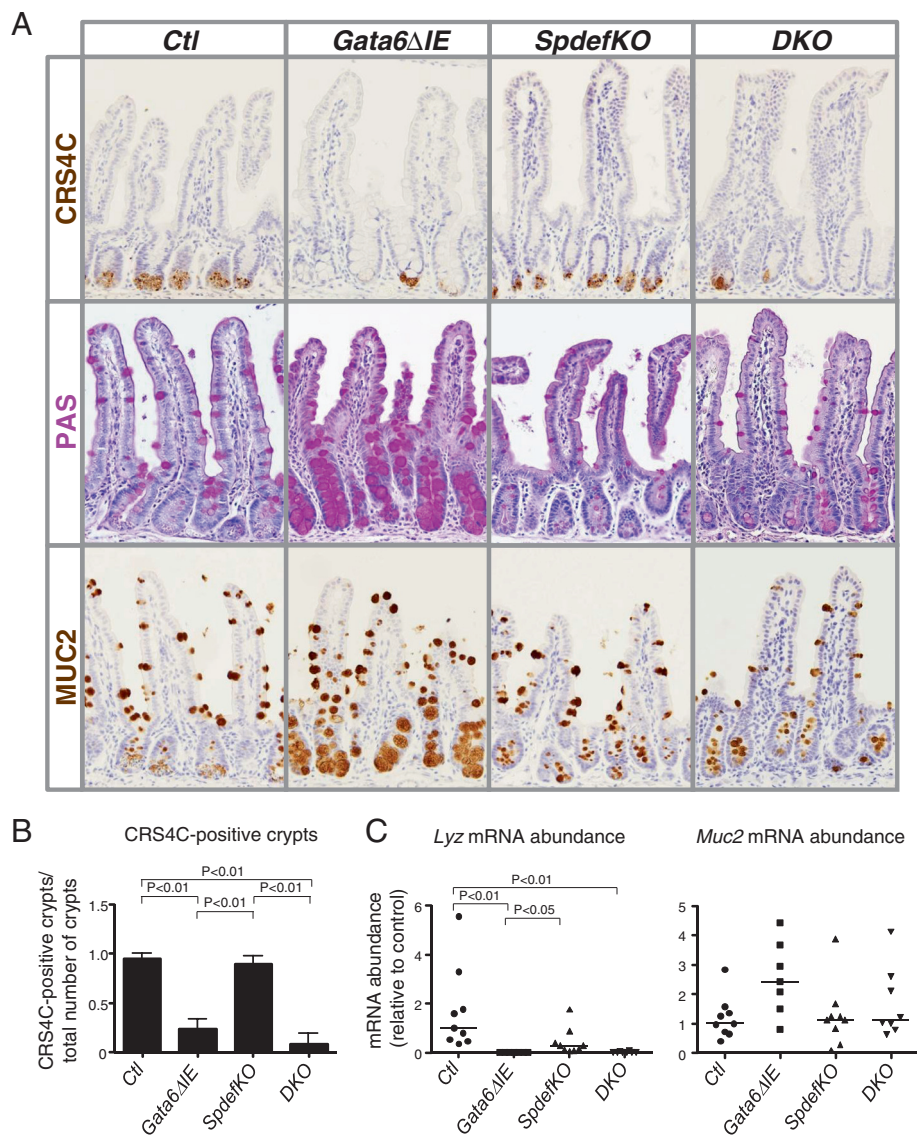 A
Ctl Gata6ΔIE SpdefKO DKO
CRS4C
PAS
MUC2
B
CRS4C-positive crypts
P<0.01
P<0.01 P<0.01
P<0.01
CRS4C-positive crypts/
total number of crypts
1.5
1.0
0.5
0
Ctl
Gata6ΔIE
SpdefKO
DKO
C
Lyz mRNA abundance
P<0.01
P<0.01
P<0.05
mRNA abundance
(relative to control)
6
4
2
0
Ctl
Gata6ΔIE
SpdefKO
DKO
Muc2 mRNA abundance
5
4
3
2
1
0
Ctl
Gata6ΔIE
SpdefKO
DKO